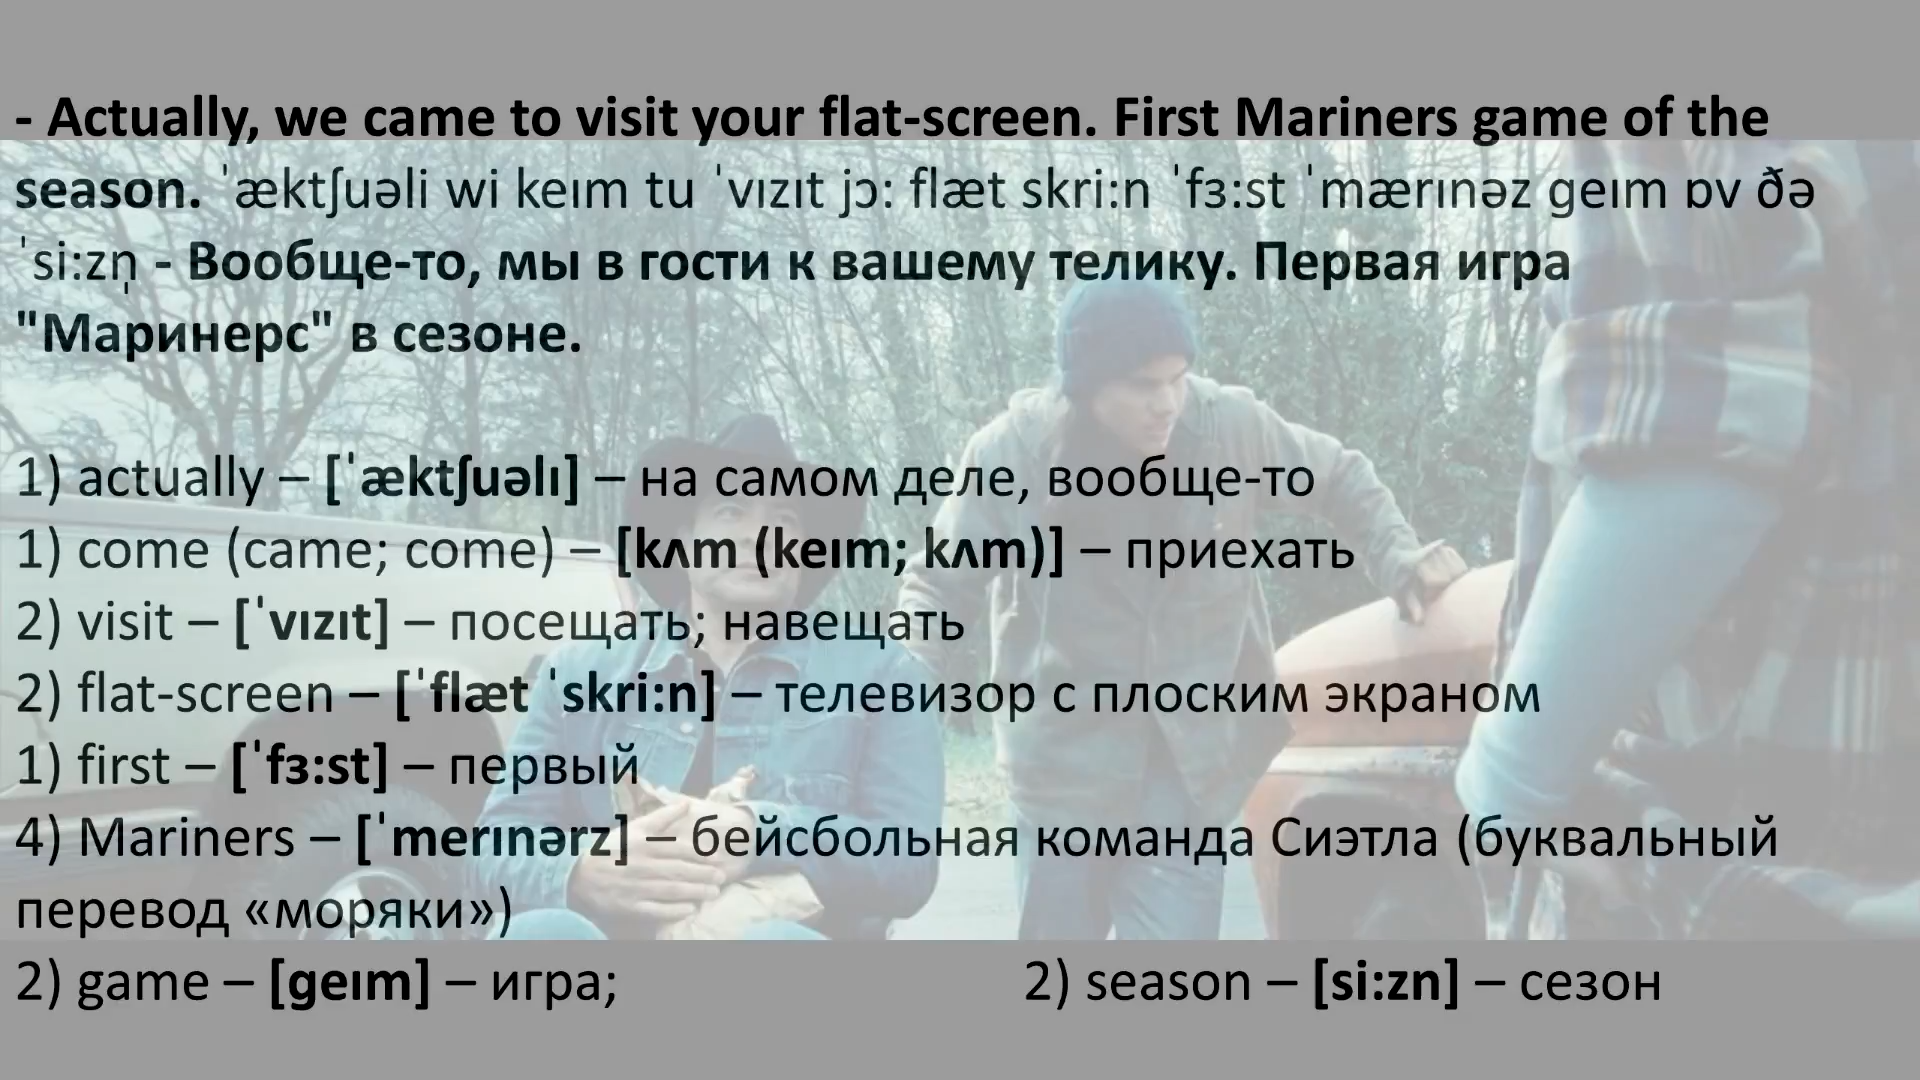 - Actually, we came to visit your flat-screen. First Mariners game of the
season. ˈæktʃuəli wi keɪm tu ˈvɪzɪt jɔ: flæt skri:n ˈfɜ:st ˈmærɪnəz ɡeɪm ɒv ðə
ˈsi:zn̩ - Вообще-то, мы в гости к вашему телику. Первая игра
"Маринерс" в сезоне.
1) actually – [ˈæktʃuəlɪ] – на самом деле, вообще-то
1) come (came; come) – [kʌm (keɪm; kʌm)] – приехать
2) visit – [ˈvɪzɪt] – посещать; навещать
2) flat-screen – [ˈflæt ˈskri:n] – телевизор с плоским экраном
1) first – [ˈfɜ:st] – первый
4) Mariners – [ˈmerɪnərz] – бейсбольная команда Сиэтла (буквальный
перевод «моряки»)
2) game – [ɡeɪm] – игра; 2) season – [si:zn] – сезон